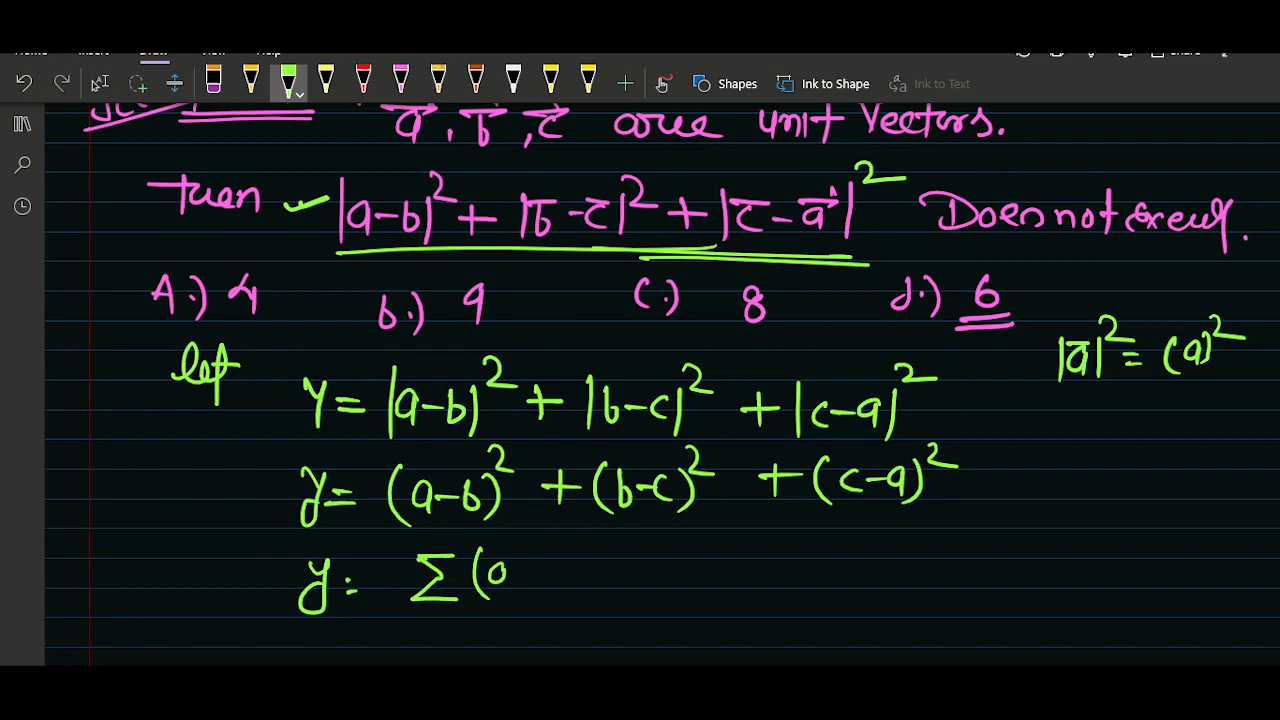 Shapes Ink to Shape Ink to Text
a⃗, b⃗, c⃗ are unit vectors.
Then |a-b|² + |b̄-c̄|² + |c̄-a⃗|² Does not exceed.
A.) 4 b.) 9 (C.) 8 d.) 6
let |ā|² = (a)²
y= |a-b|² + |b-c|² + |c-a|²
y= (a-b)² + (b-c)² + (c-a)²
y= Σ (a